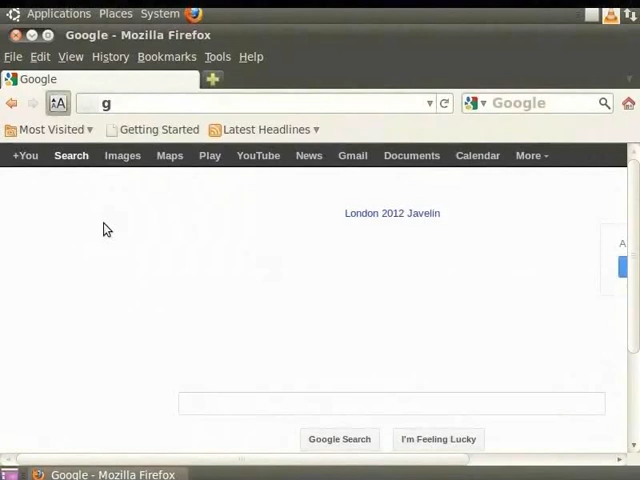 Applications Places System
Google - Mozilla Firefox
File Edit View History Bookmarks Tools Help
Google
A g Google
Most Visited Getting Started Latest Headlines
+You Search Images Maps Play YouTube News Gmail Documents Calendar More
London 2012 Javelin
A
Google Search I'm Feeling Lucky
Google - Mozilla Firefox